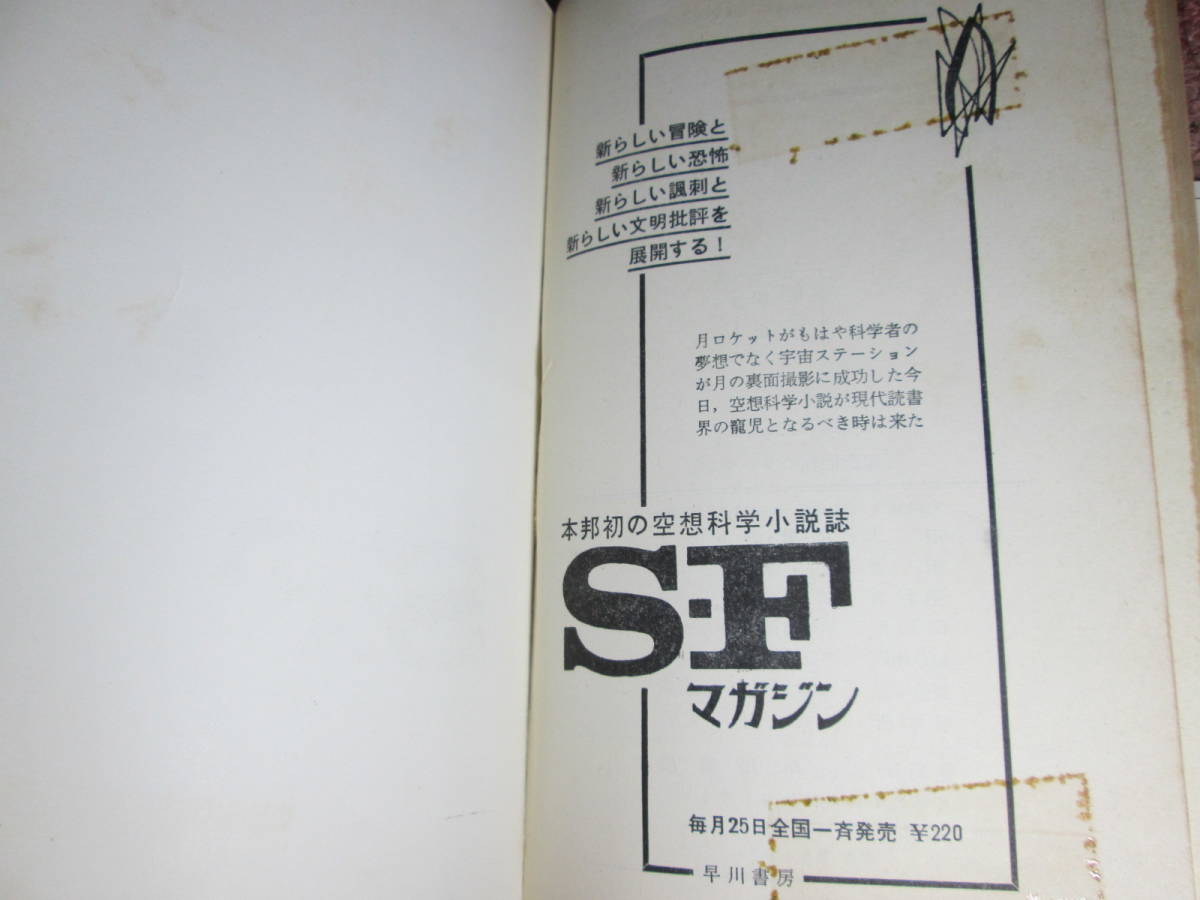 新らしい冒険と
新らしい恐怖
新らしい諷刺と
新らしい文明批評を
展開する!
月ロケットがもはや科学者の
夢想でなく宇宙ステーション
が月の裏面撮影に成功した今
日，空想科学小説が現代読書
界の寵児となるべき時は来た
本邦初の空想科学小説誌
S-F
マガジン
毎月25日全国一斉発売 ¥220
早川書房